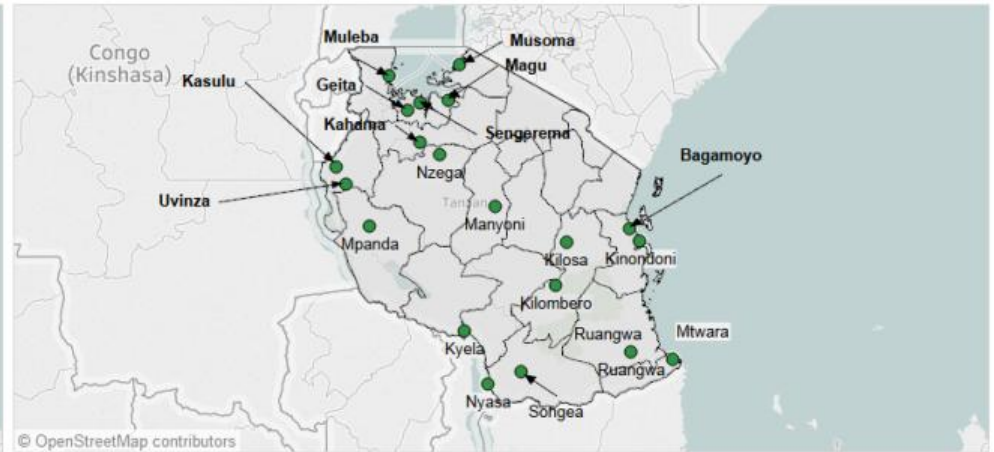 Muleba
Musoma
Congo
(Kinshasa)
Kasulu
Magu
Geita
Kahama
Sengerema
Bagamoyo
Nzega
Uvinza
Tanzan
Manyoni
Mpanda
Kilosa
Kinondoni
Kilombero
Ruangwa
Mtwara
Kyela
Ruangwa
Nyasa
Songea
© OpenStreetMap contributors